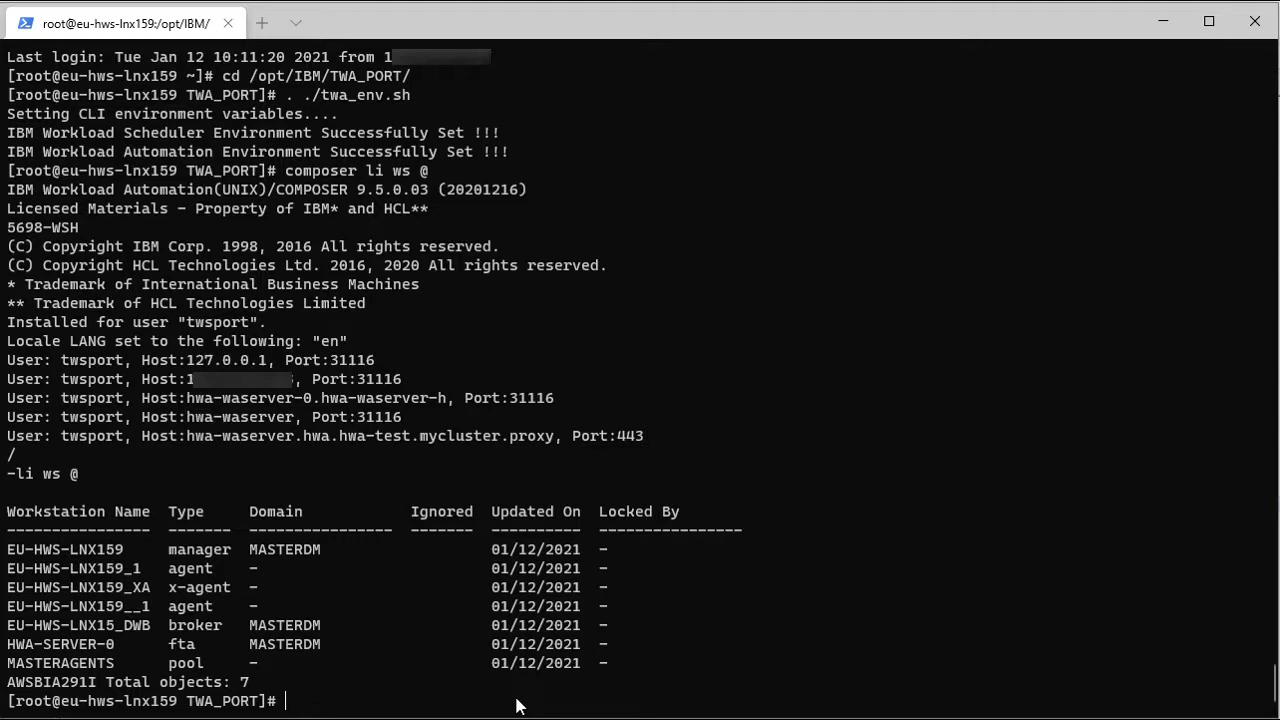 root@eu-hws-lnx159:/opt/IBM/
Last login: Tue Jan 12 10:11:20 2021 from 1
[root@eu-hws-lnx159 ~]# cd /opt/IBM/TWA_PORT/
[root@eu-hws-lnx159 TWA_PORT]# . ./twa_env.sh
Setting CLI environment variables....
IBM Workload Scheduler Environment Successfully Set !!!
IBM Workload Automation Environment Successfully Set !!!
[root@eu-hws-lnx159 TWA_PORT]# composer li ws @
IBM Workload Automation(UNIX)/COMPOSER 9.5.0.03 (20201216)
Licensed Materials - Property of IBM* and HCL**
5698-WSH
(C) Copyright IBM Corp. 1998, 2016 All rights reserved.
(C) Copyright HCL Technologies Ltd. 2016, 2020 All rights reserved.
* Trademark of International Business Machines
** Trademark of HCL Technologies Limited
Installed for user "twsport".
Locale LANG set to the following: "en"
User: twsport, Host:127.0.0.1, Port:31116
User: twsport, Host:1 , Port:31116
User: twsport, Host:hwa-waserver-0.hwa-waserver-h, Port:31116
User: twsport, Host:hwa-waserver, Port:31116
User: twsport, Host:hwa-waserver.hwa.hwa-test.mycluster.proxy, Port:443
/
-li ws @
Workstation Name Type Domain Ignored Updated On Locked By
---------------- ------- ---------------- ------- ---------- ----------------
EU-HWS-LNX159 manager MASTERDM 01/12/2021 -
EU-HWS-LNX159_1 agent - 01/12/2021 -
EU-HWS-LNX159_XA x-agent - 01/12/2021 -
EU-HWS-LNX159__1 agent - 01/12/2021 -
EU-HWS-LNX15_DWB broker MASTERDM 01/12/2021 -
HWA-SERVER-0 fta MASTERDM 01/12/2021 -
MASTERAGENTS pool - 01/12/2021 -
AWSBIA291I Total objects: 7
[root@eu-hws-lnx159 TWA_PORT]#